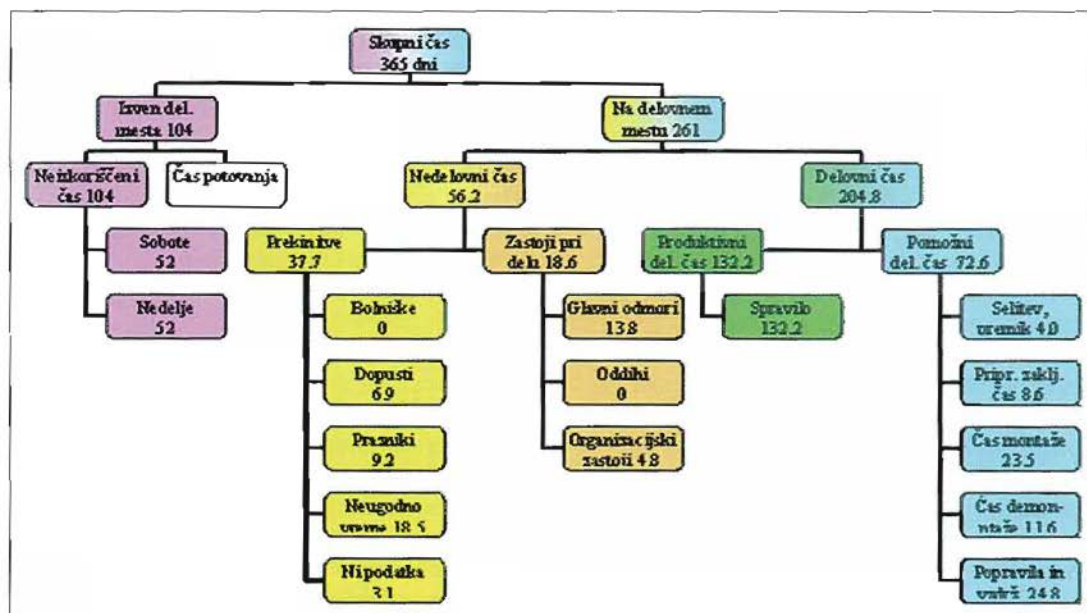 Skupni čas
365 dni
Izven del.
mesta 104
Na delovnem
mestu 261
Neizkoriščeni
čas 104
Čas potovanja
Nedelovni čas
56.2
Delovni čas
204.8
Sobote
52
Nedelje
52
Prekinitve
37.7
Zastoji pri
delu 18.6
Produktivni
del. čas 132.2
Pomožni
del. čas 72.6
Bolniške
0
Dopusti
6.9
Prazniki
9.2
Neugodno
vreme 18.5
Ni podatka
3.1
Glavni odmori
13.8
Oddihi
0
Organizacijski
zastoji 4.8
Spravilo
132.2
Selitev,
premik 4.0
Pripr. zaklj.
čas 8.6
Čas montaže
23.5
Čas demon-
taže 11.6
Popravila in
vzdrž 24.8